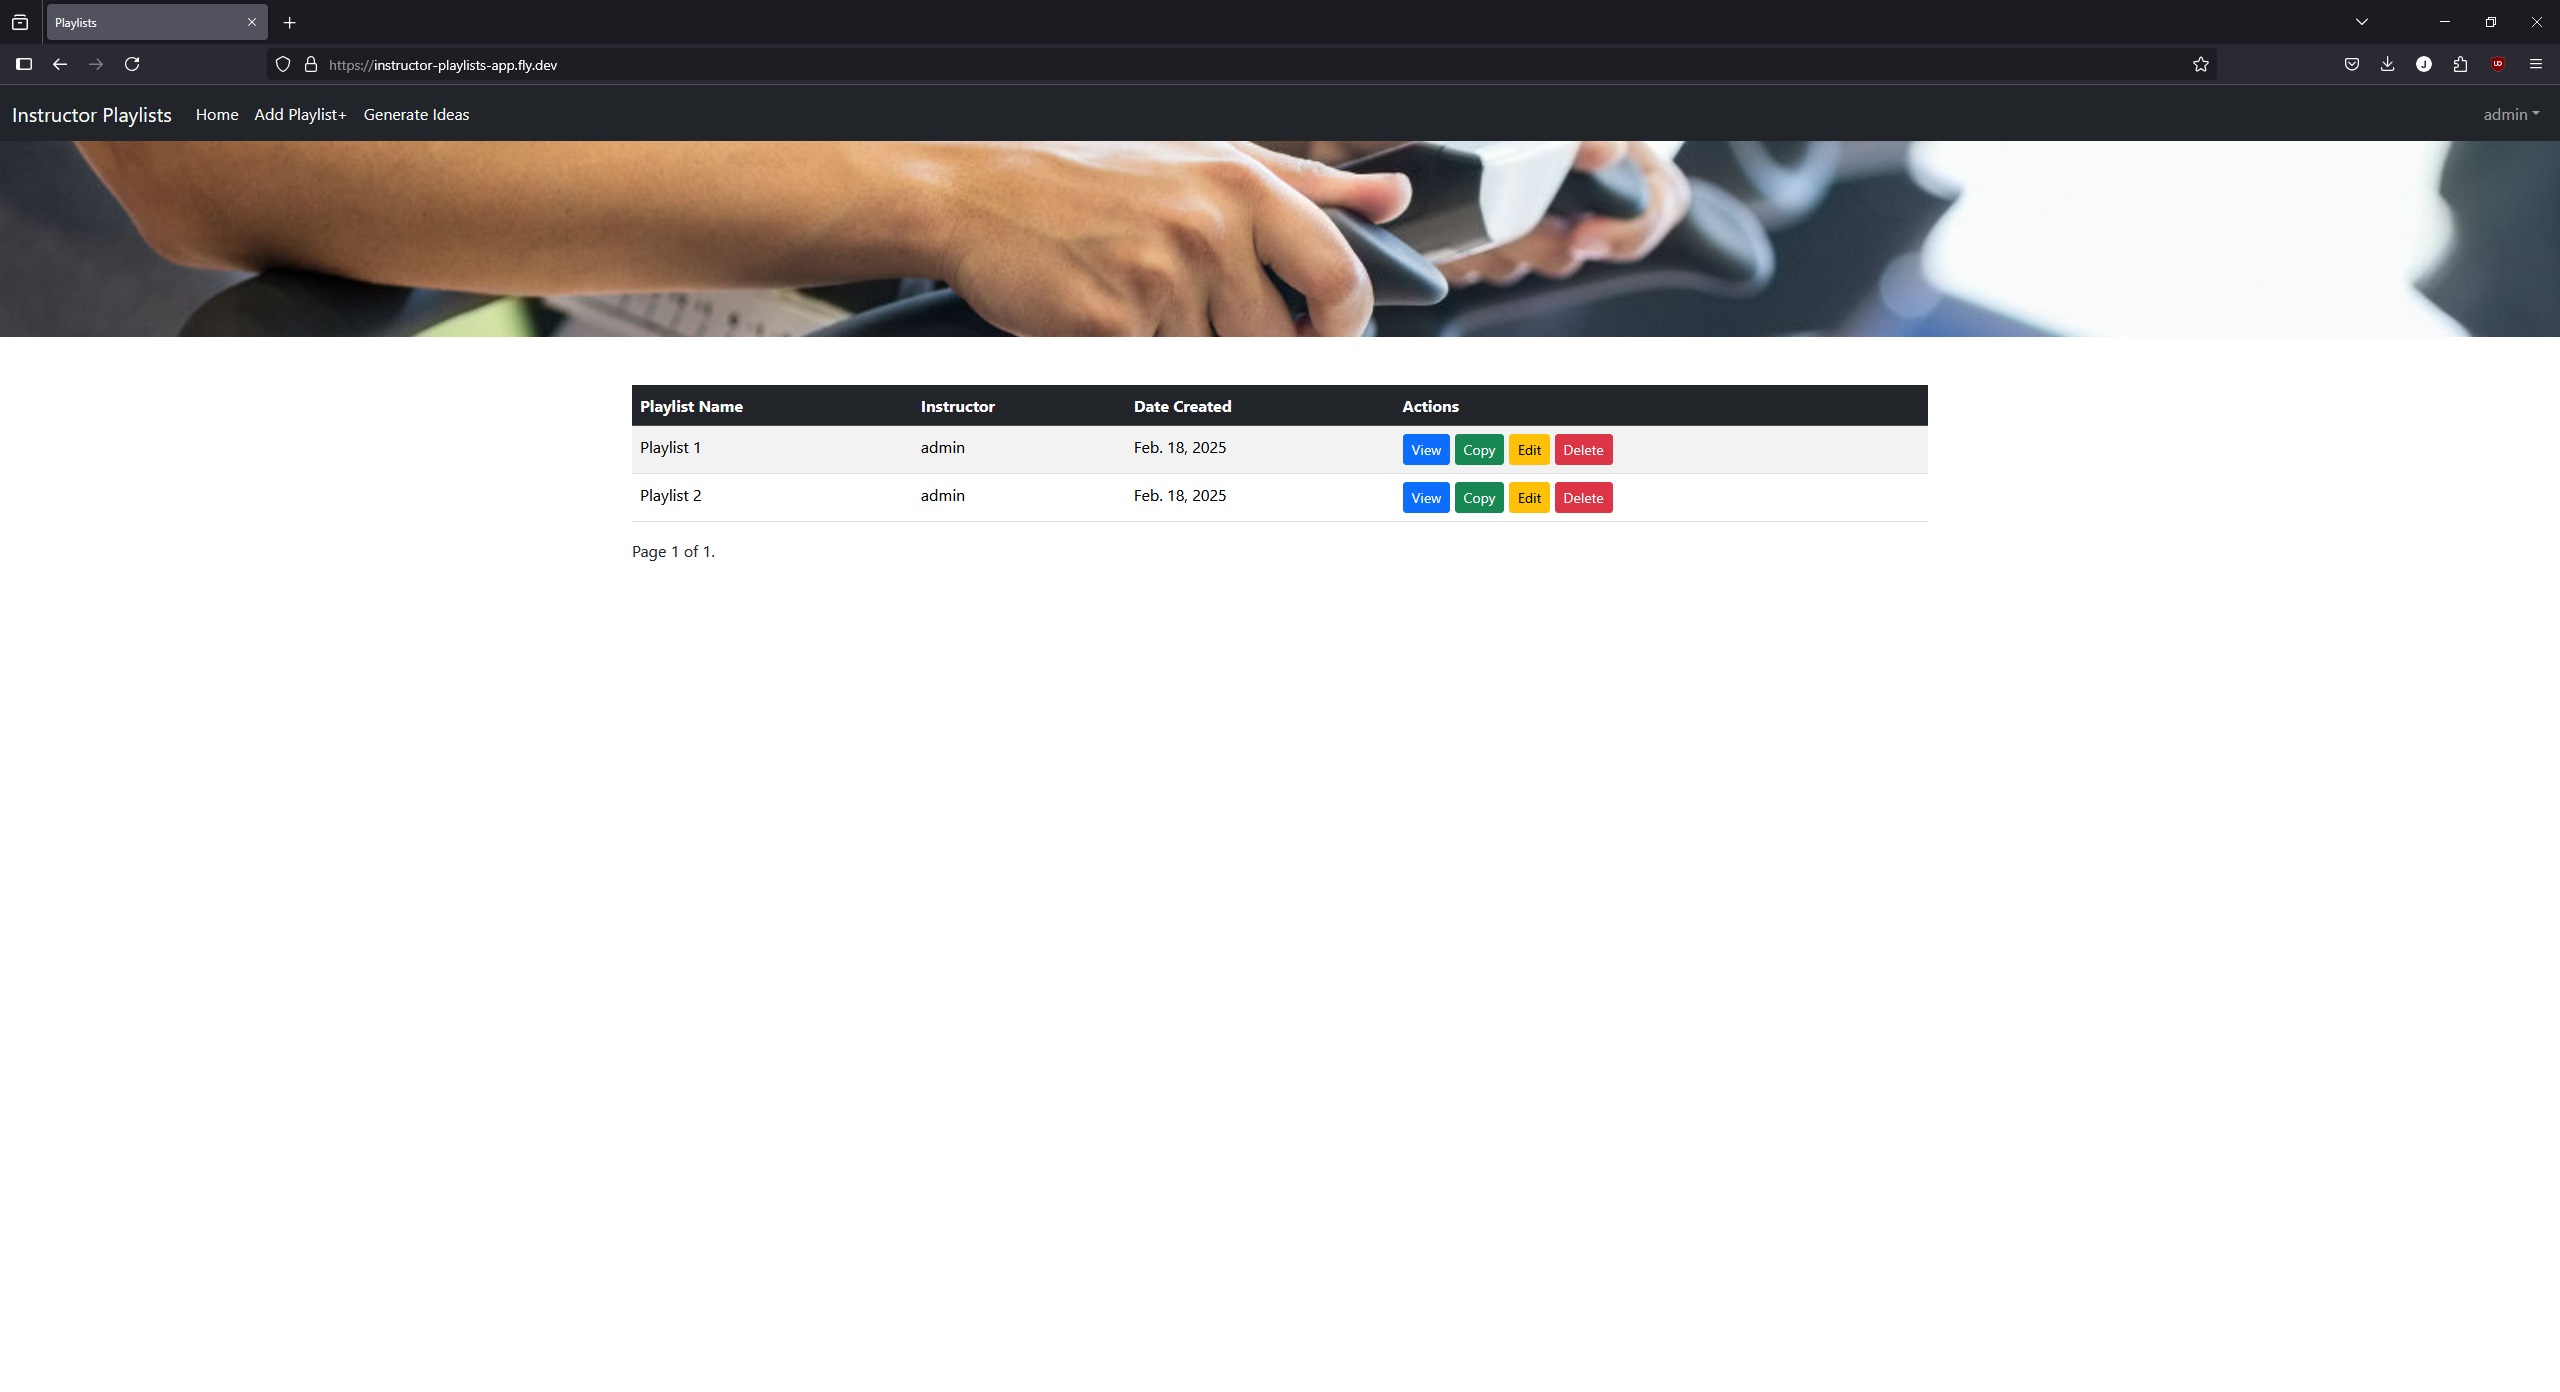 Playlists
https://instructor-playlists-app.fly.dev
Instructor Playlists Home Add Playlist+ Generate Ideas admin
Playlist Name Instructor Date Created Actions
Playlist 1 admin Feb. 18, 2025 View Copy Edit Delete
Playlist 2 admin Feb. 18, 2025 View Copy Edit Delete
Page 1 of 1.